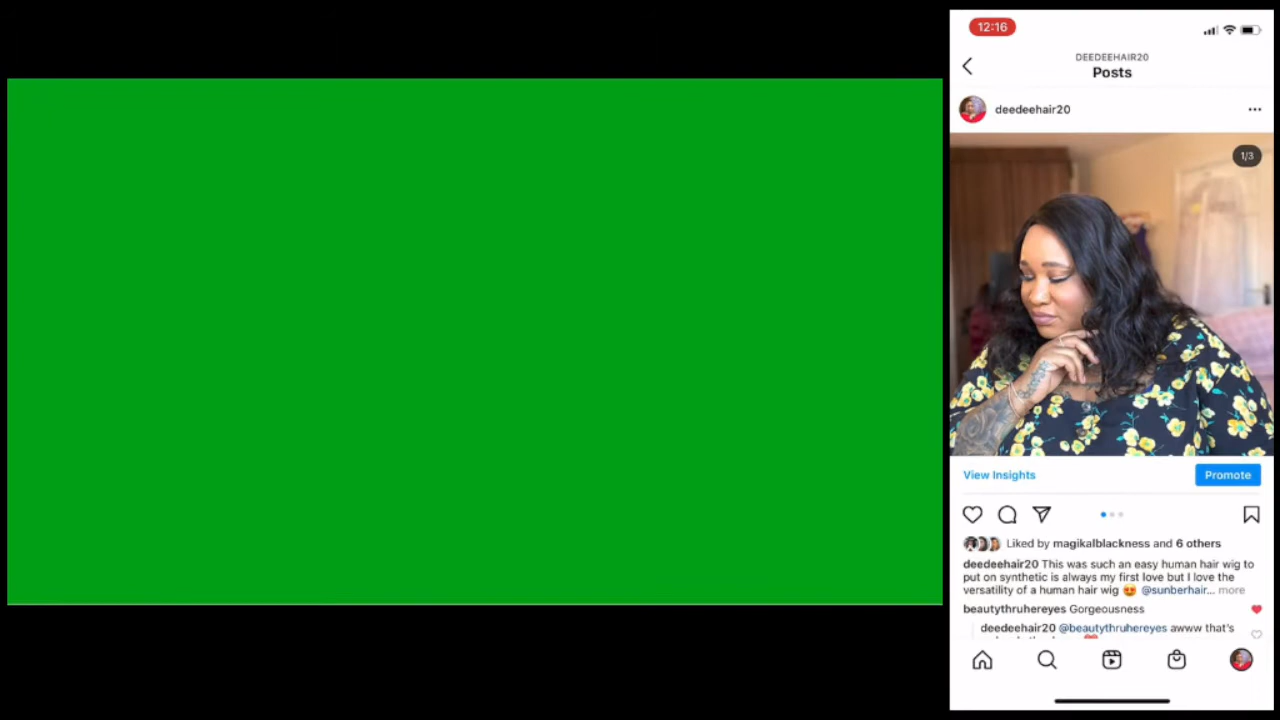 12:16
DEEDEEHAIR20
Posts
deedeehair20
1/3
View Insights
Promote
Liked by magikalblackness and 6 others
deedeehair20 This was such an easy human hair wig to
put on synthetic is always my first love but I love the
versatility of a human hair wig 😍 @sunberhair... more
beautythruhereyes Gorgeousness
deedeehair20 @beautythruhereyes awww that's